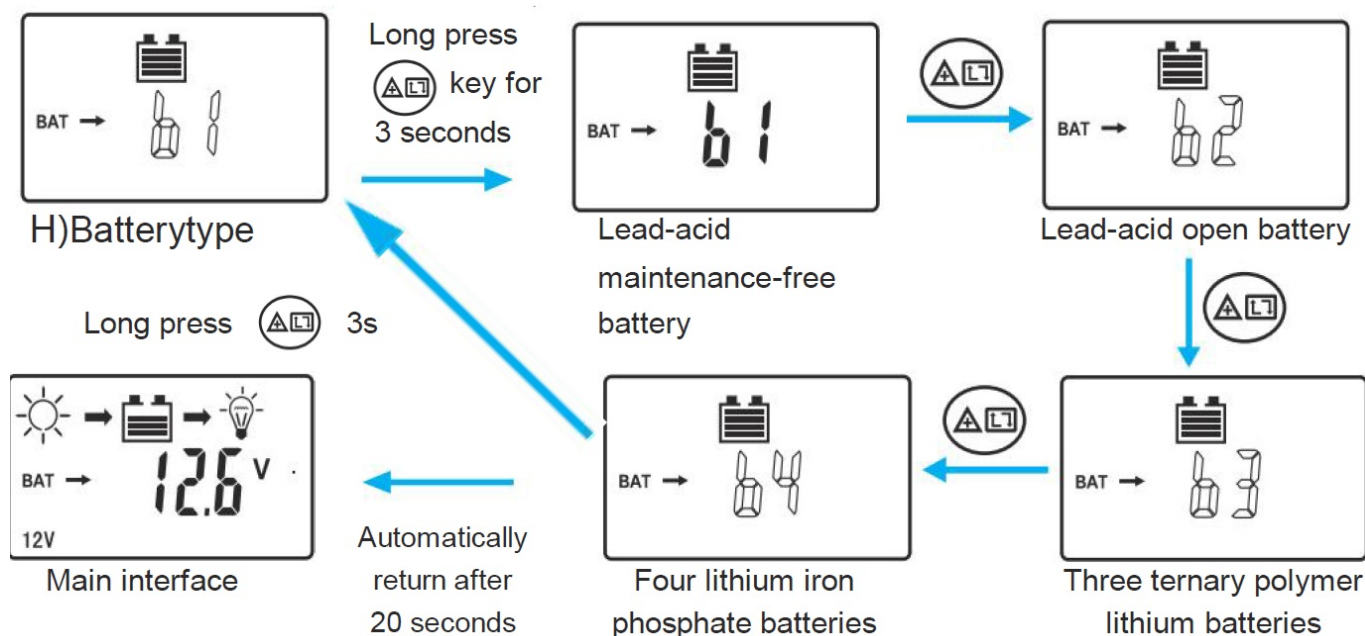 BAT
b1
H)Batterytype
Long press
key for
3 seconds
BAT
b1
Lead-acid
maintenance-free
battery
BAT
b2
Lead-acid open battery
Long press 3s
BAT
12.6 V .
12V
Main interface
Automatically
return after
20 seconds
BAT
b4
Four lithium iron
phosphate batteries
BAT
b3
Three ternary polymer
lithium batteries